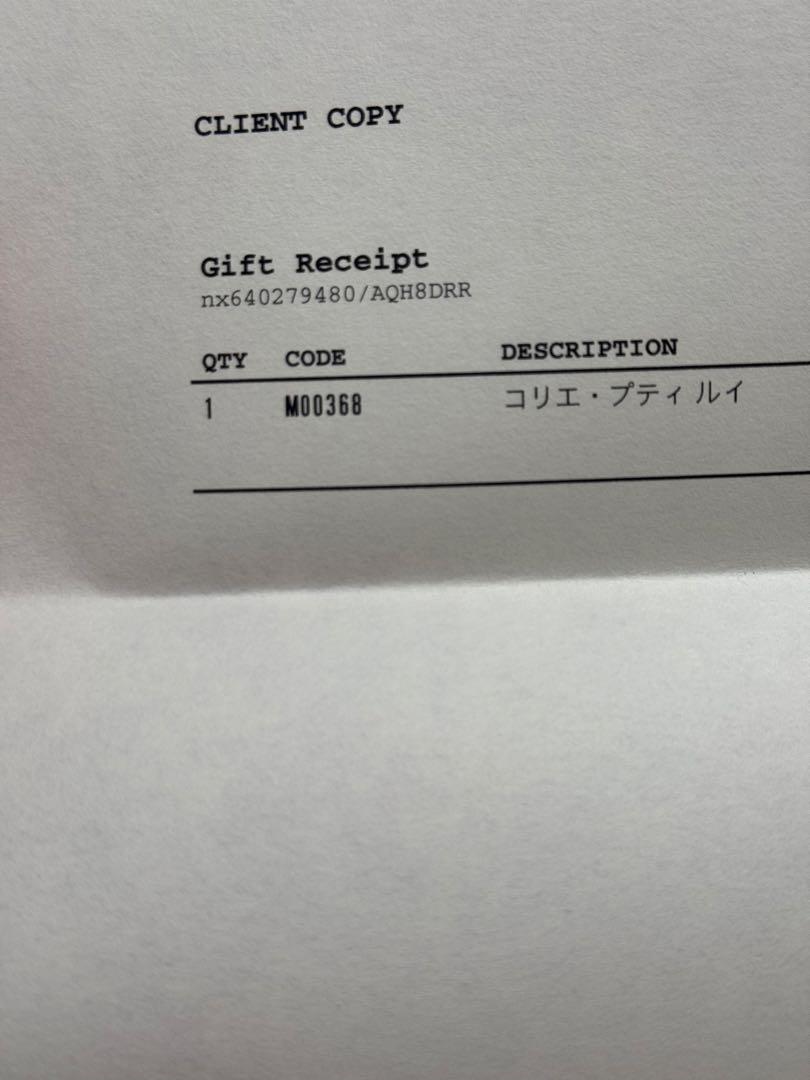 CLIENT COPY
Gift Receipt
nx640279480/AQH8DRR
QTY CODE DESCRIPTION
1 M00368 コリエ・プティ ルイ